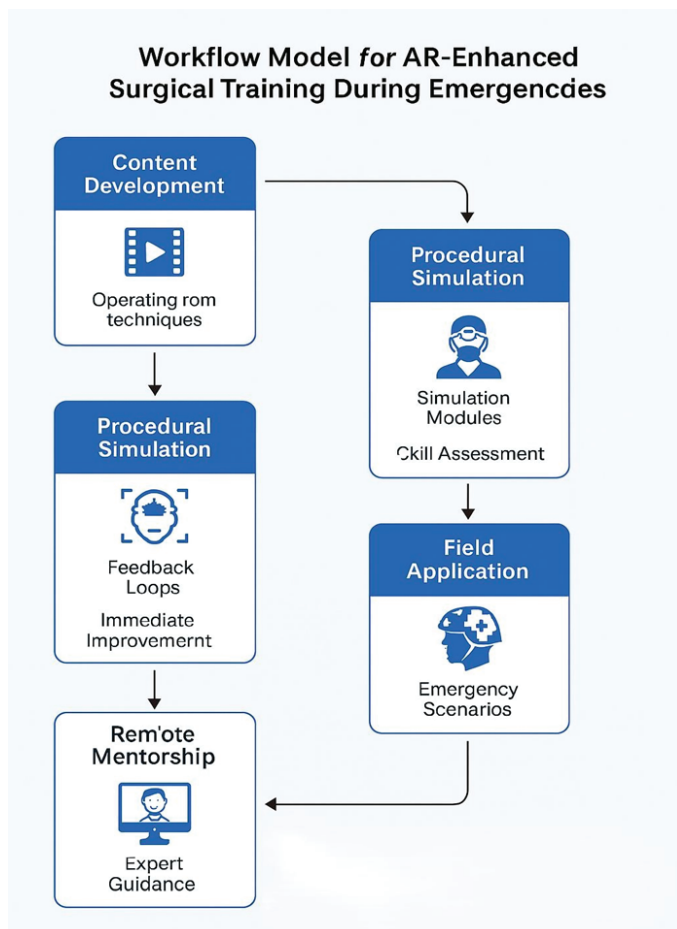 Workflow Model for AR-Enhanced
Surgical Training During Emergencdies
Content
Development
Operating rom
techniques
Procedural
Simulation
Feedback
Loops
Immediate
Improvemernt
Rem'ote
Mentorship
Expert
Guidance
Procedural
Simulation
Simulation
Modules
Ckill Assessment
Field
Application
Emergency
Scenarios